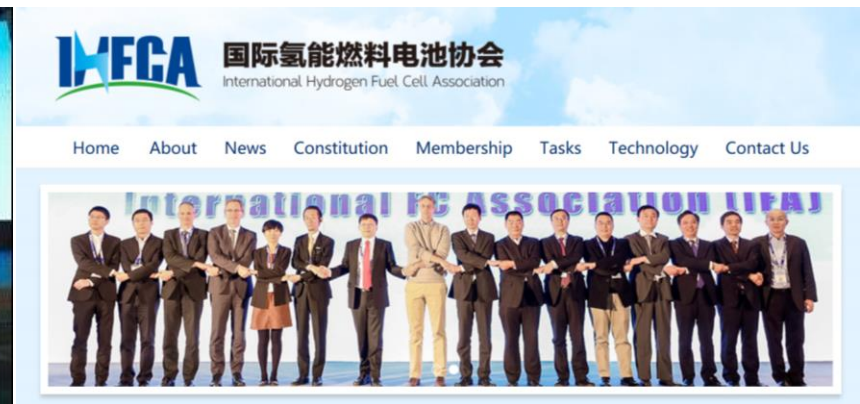 IHFCA
国际氢能燃料电池协会
International Hydrogen Fuel Cell Association
Home About News Constitution Membership Tasks Technology Contact Us
International FC Association (IFA)